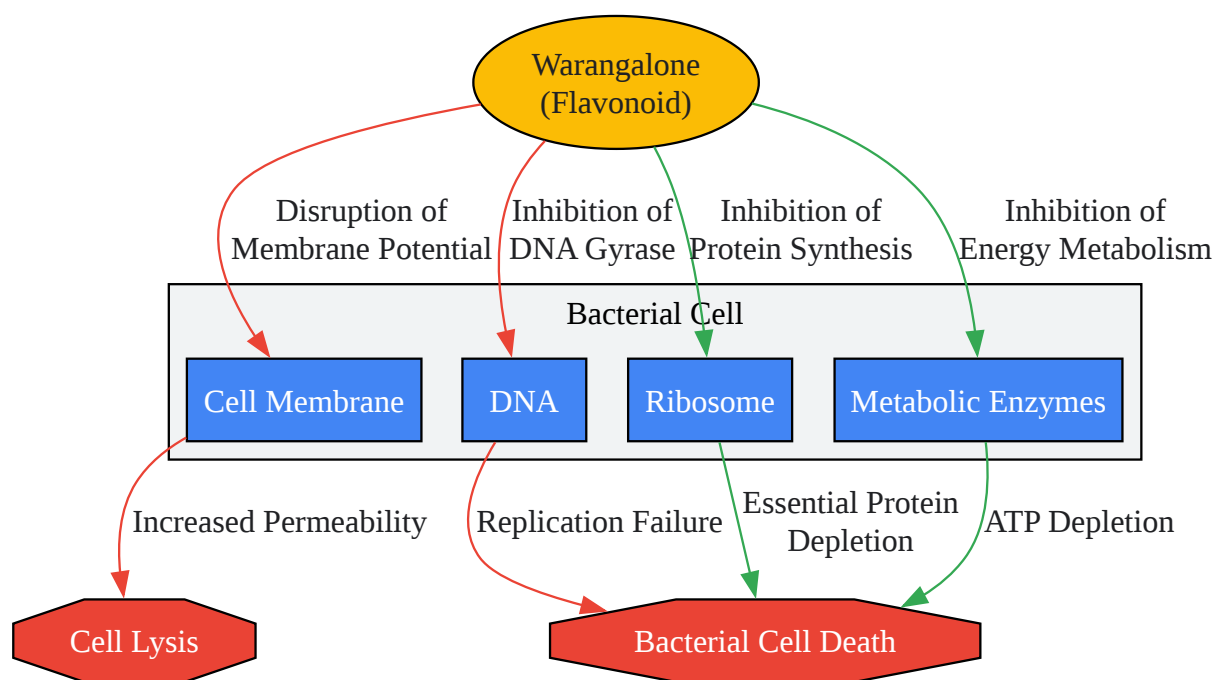 Warangalone
(Flavonoid)
Disruption of
Membrane Potential
Inhibition of
DNA Gyrase
Inhibition of
Protein Synthesis
Inhibition of
Energy Metabolism
Bacterial Cell
Cell Membrane
DNA
Ribosome
Metabolic Enzymes
Increased Permeability
Replication Failure
Essential Protein
Depletion
ATP Depletion
Cell Lysis
Bacterial Cell Death